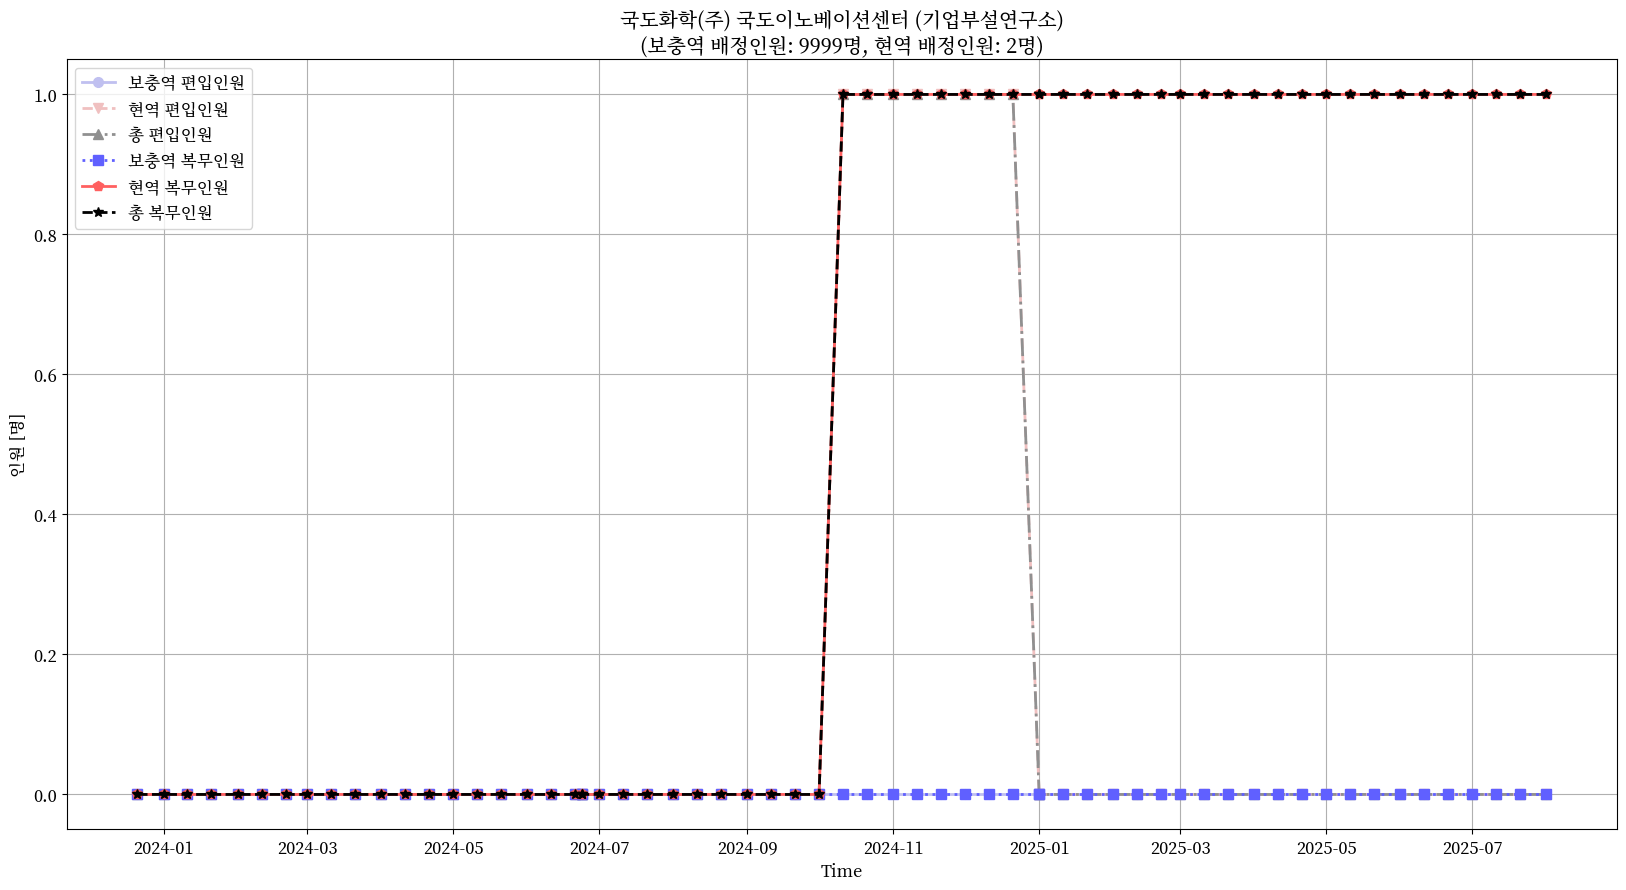 국도화학(주) 국도이노베이션센터 (기업부설연구소)
(보충역 배정인원: 9999명, 현역 배정인원: 2명)
보충역 편입인원
현역 편입인원
총 편입인원
보충역 복무인원
현역 복무인원
총 복무인원
1.0
0.8
0.6
0.4
0.2
0.0
인원 [명]
2024-01 2024-03 2024-05 2024-07 2024-09 2024-11 2025-01 2025-03 2025-05 2025-07
Time